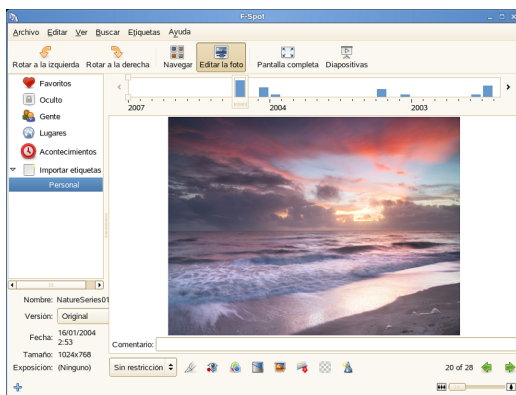 F-Spot
Archivo Editar Ver Buscar Etiquetas Ayuda
Rotar a la izquierda Rotar a la derecha Navegar Editar la foto Pantalla completa Diapositivas
Favoritos
Oculto
Gente
Lugares
Acontecimientos
Importar etiquetas
Personal
2007 2004 2003
Nombre: NatureSeries01
Versión: Original
Fecha: 16/01/2004
2:53
Tamaño: 1024x768
Exposición: (Ninguno)
Comentario:
Sin restricción
20 of 28